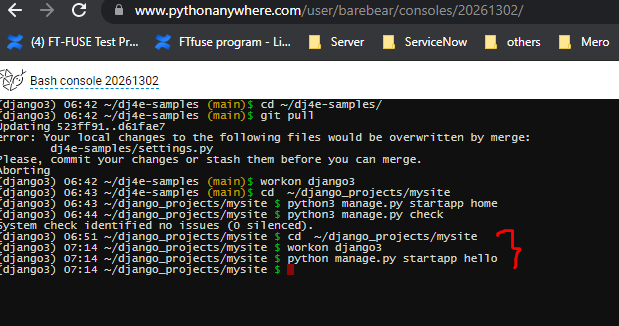 www.pythonanywhere.com/user/barebear/consoles/20261302/
(4) FT-FUSE Test Pr... FTfuse program - Li... Server ServiceNow others Mero
Bash console 20261302
(django3) 06:42 ~/dj4e-samples (main)$ cd ~/dj4e-samples/
(django3) 06:42 ~/dj4e-samples (main)$ git pull
Updating 523ff91..d61fae7
error: Your local changes to the following files would be overwritten by merge:
dj4e-samples/settings.py
Please, commit your changes or stash them before you can merge.
Aborting
(django3) 06:42 ~/dj4e-samples (main)$ workon django3
(django3) 06:43 ~/dj4e-samples (main)$ cd  ~/django_projects/mysite
(django3) 06:43 ~/django_projects/mysite $ python3 manage.py startapp home
(django3) 06:44 ~/django_projects/mysite $ python3 manage.py check
System check identified no issues (0 silenced).
(django3) 06:51 ~/django_projects/mysite $ cd  ~/django_projects/mysite
(django3) 07:14 ~/django_projects/mysite $ workon django3
(django3) 07:14 ~/django_projects/mysite $ python manage.py startapp hello
(django3) 07:14 ~/django_projects/mysite $